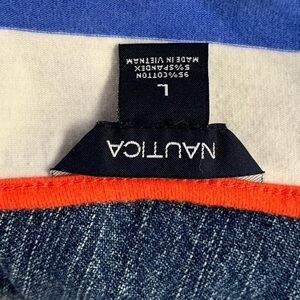 NAUTICA
L
95%COTTON
5%SPANDEX
MADE IN VIETNAM